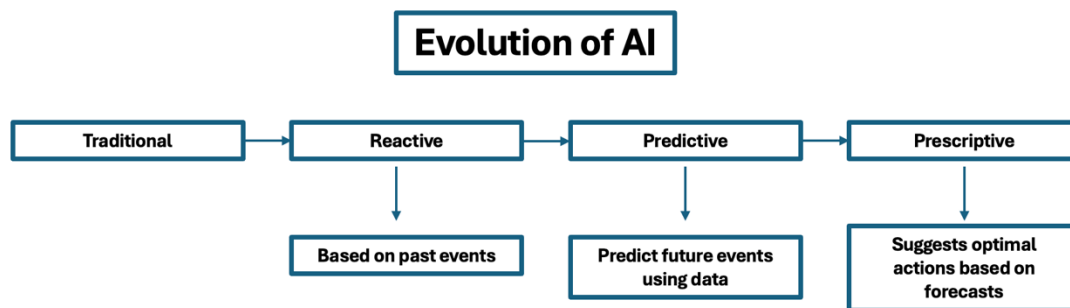 Evolution of AI
Traditional
Reactive
Predictive
Prescriptive
Based on past events
Predict future events
using data
Suggests optimal
actions based on
forecasts